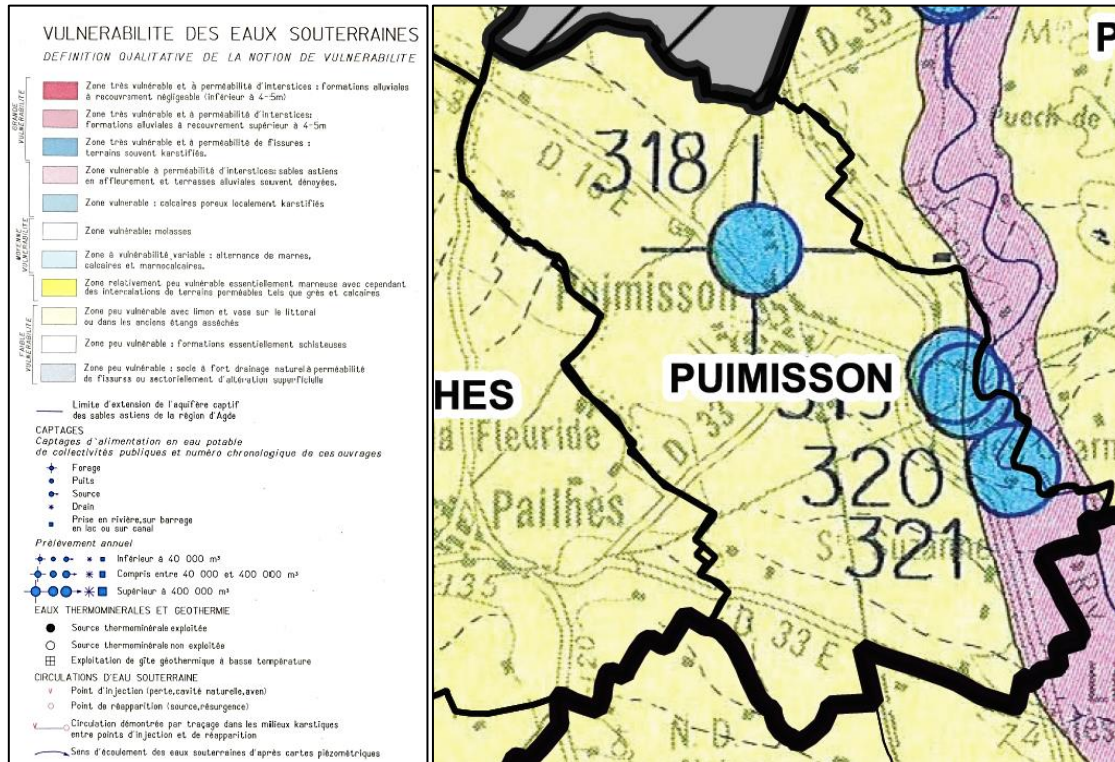 VULNERABILITE DES EAUX SOUTERRAINES
DEFINITION QUALITATIVE DE LA NOTION DE VULNERABILITE
GRANDE VULNERABILITE
Zone très vulnérable et à perméabilité d'interstices : formations alluviales
à recouvrement négligeable (inférieur à 4-5m)
Zone très vulnérable et à perméabilité d'interstices:
formations alluviales à recouvrement supérieur à 4-5m
Zone très vulnérable et à perméabilité de fissures :
terrains souvent karstifiés.
MOYENNE VULNERABILITE
Zone vulnérable à perméabilité d'interstices: sables astiens
en affleurement et terrasses alluviales souvent dénoyées.
Zone vulnerable : calcaires poreux localement karstifiés
Zone vulnérable: molasses
Zone à vulnérabilité variable : alternance de marnes,
calcaires et marnocalcaires.
Zone relativement peu vulnérable essentiellement marneuse avec cependant
des intercalations de terrains perméables tels que grès et calcaires
FAIBLE VULNERABILITE
Zone peu vulnérable avec limon et vase sur le littoral
ou dans les anciens étangs asséchés
Zone peu vulnérable : formations essentiellement schisteuses
Zone peu vulnérable : socle à fort drainage naturel à perméabilité
de fissures ou sectoriellement d'altération superficielle
Limite d'extension de l'aquifère captif
des sables astiens de la région d'Agde
CAPTAGES
Captages d'alimentation en eau potable
de collectivités publiques et numéro chronologique de ces ouvrages
Forage
Puits
Source
Drain
Prise en rivière, sur barrage
en lac ou sur canal
Prélèvement annuel
Inférieur à 40 000 m³
Compris entre 40 000 et 400 000 m³
Supérieur à 400 000 m³
EAUX THERMOMINERALES ET GEOTHERMIE
Source thermominérale exploitée
Source thermominérale non exploitée
Exploitation de gîte géothermique à basse température
CIRCULATIONS D'EAU SOUTERRAINE
Point d'injection (perte, cavité naturelle, aven)
Point de réapparition (source, résurgence)
Circulation démontrée par traçage dans les milieux karstiques
entre points d'injection et de réapparition
Sens d'écoulement des eaux souterraines d'après cartes piézométriques
D. 33
P
Puech de
318
Puimisson
PUIMISSON
HES
Fleuride
D. 33
320
Pailhès
321
D. 33 E
N.D.
74